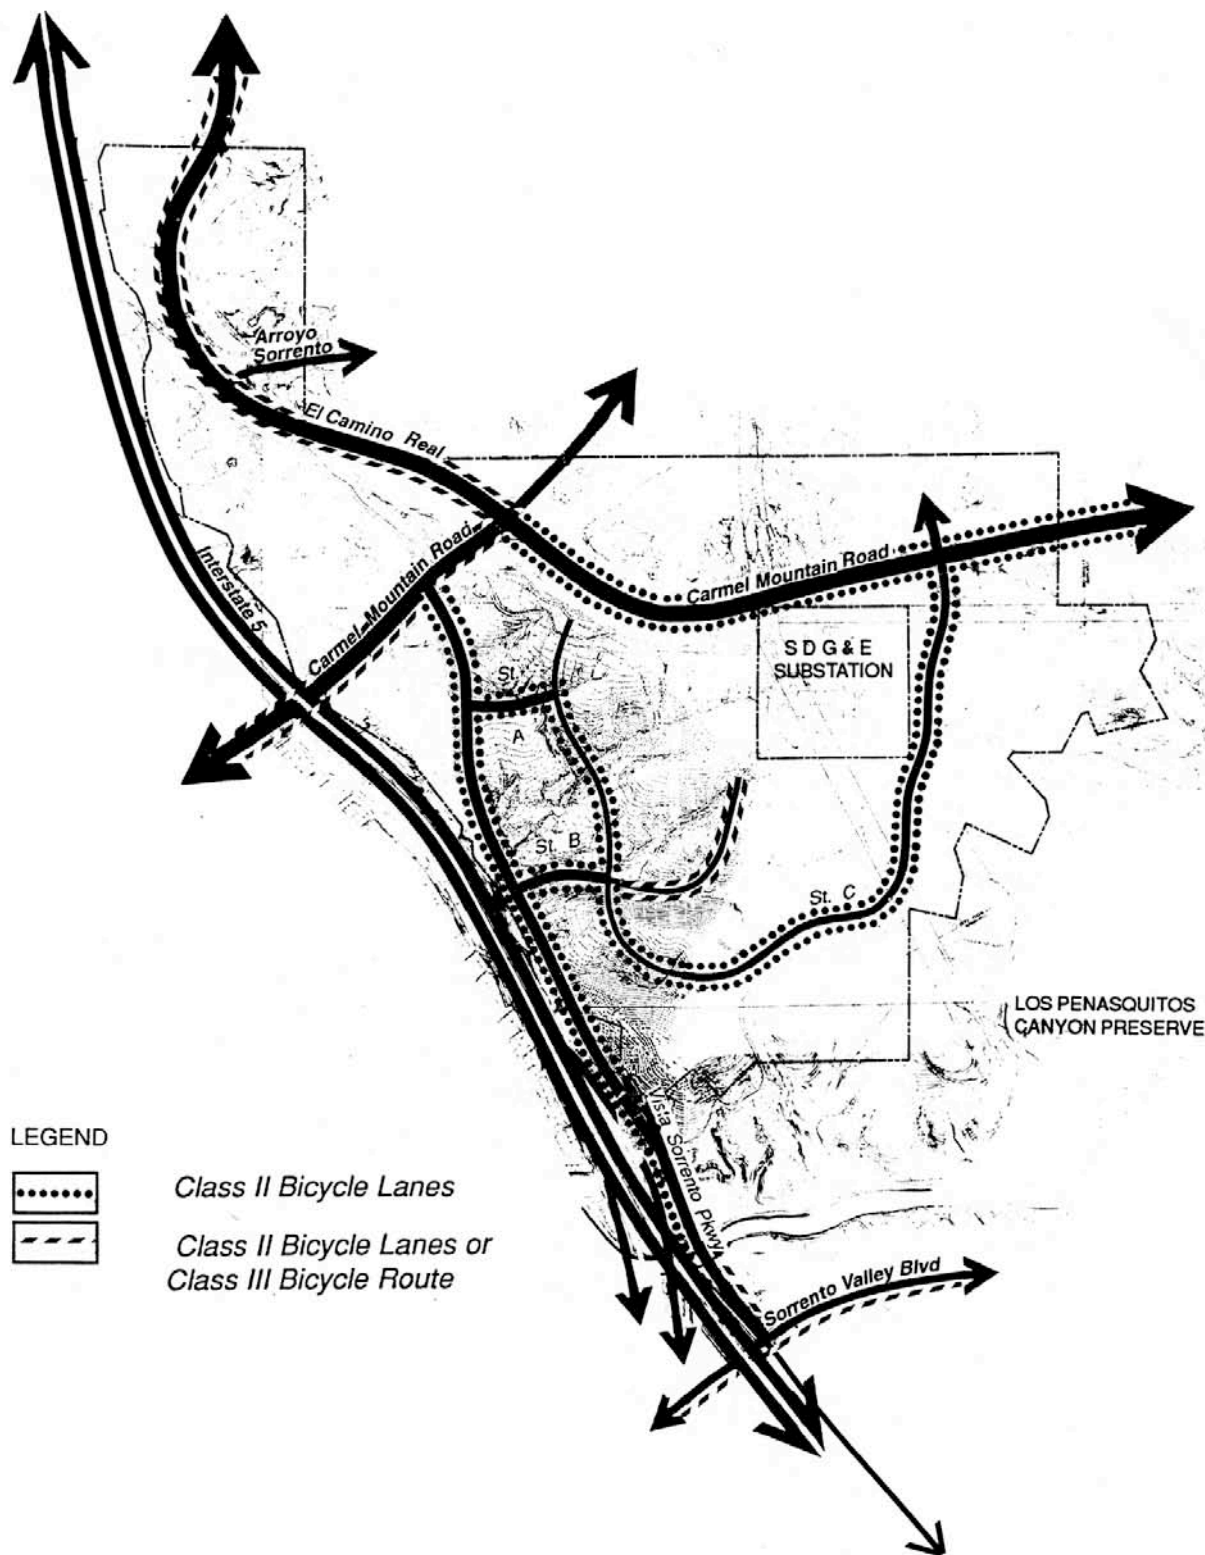 Arroyo
Sorrento
El Camino Real
Interstate 5
Carmel Mountain Road
Carmel Mountain Road
S D G & E
SUBSTATION
St.
A
St. B
St. C
LOS PENASQUITOS
CANYON PRESERVE
Vista Sorrento Pkwy
Sorrento Valley Blvd
LEGEND
Class II Bicycle Lanes
Class II Bicycle Lanes or
Class III Bicycle Route